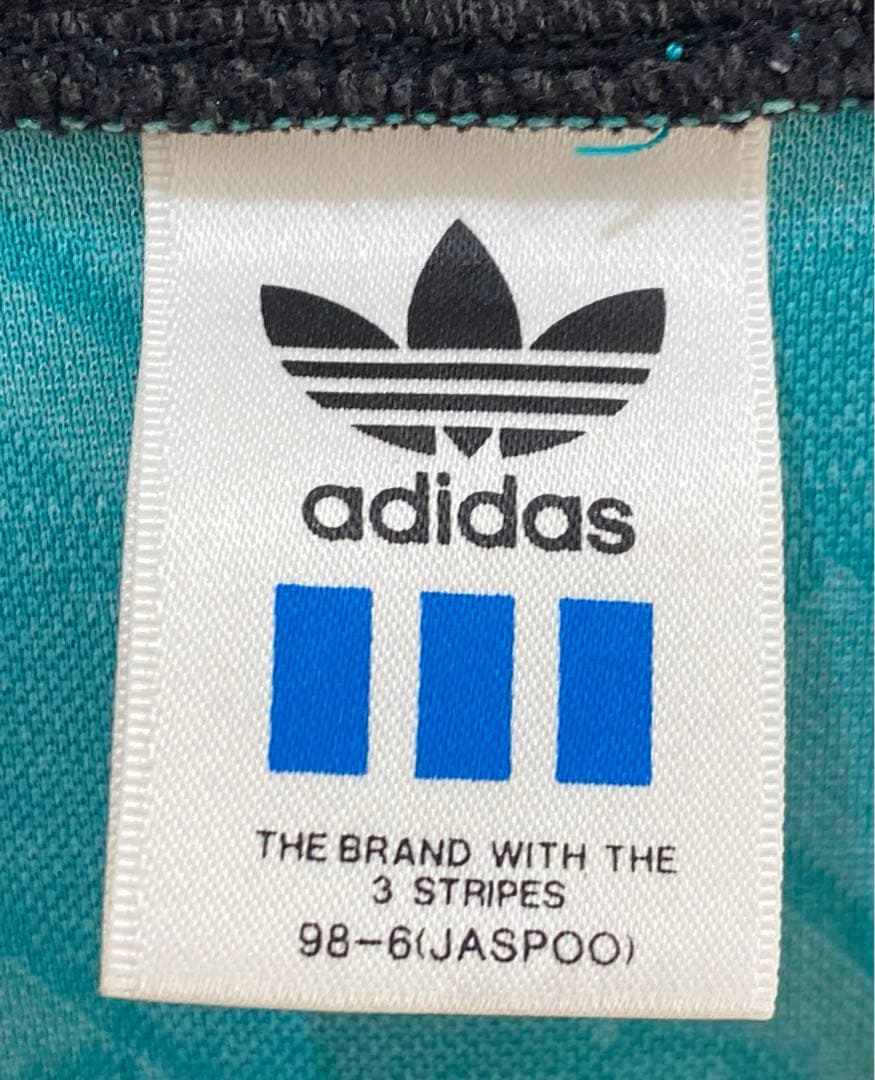 adidas
THE BRAND WITH THE
3 STRIPES
98-6(JASPOO)